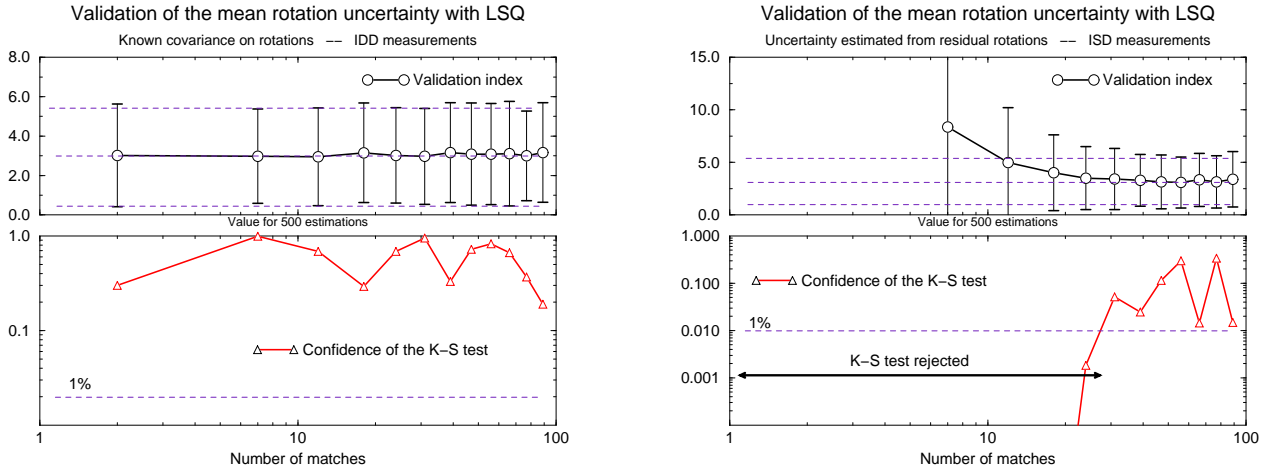 Validation of the mean rotation uncertainty with LSQ
Known covariance on rotations −− IDD measurements
8.0
6.0
4.0
2.0
0.0
Validation index
Value for 500 estimations
1.0
0.1
Confidence of the K−S test
1%
1
10
100
Number of matches
Validation of the mean rotation uncertainty with LSQ
Uncertainty estimated from residual rotations −− ISD measurements
15.0
10.0
5.0
0.0
Validation index
Value for 500 estimations
1.000
0.100
0.010
0.001
Confidence of the K−S test
1%
K−S test rejected
1
10
100
Number of matches